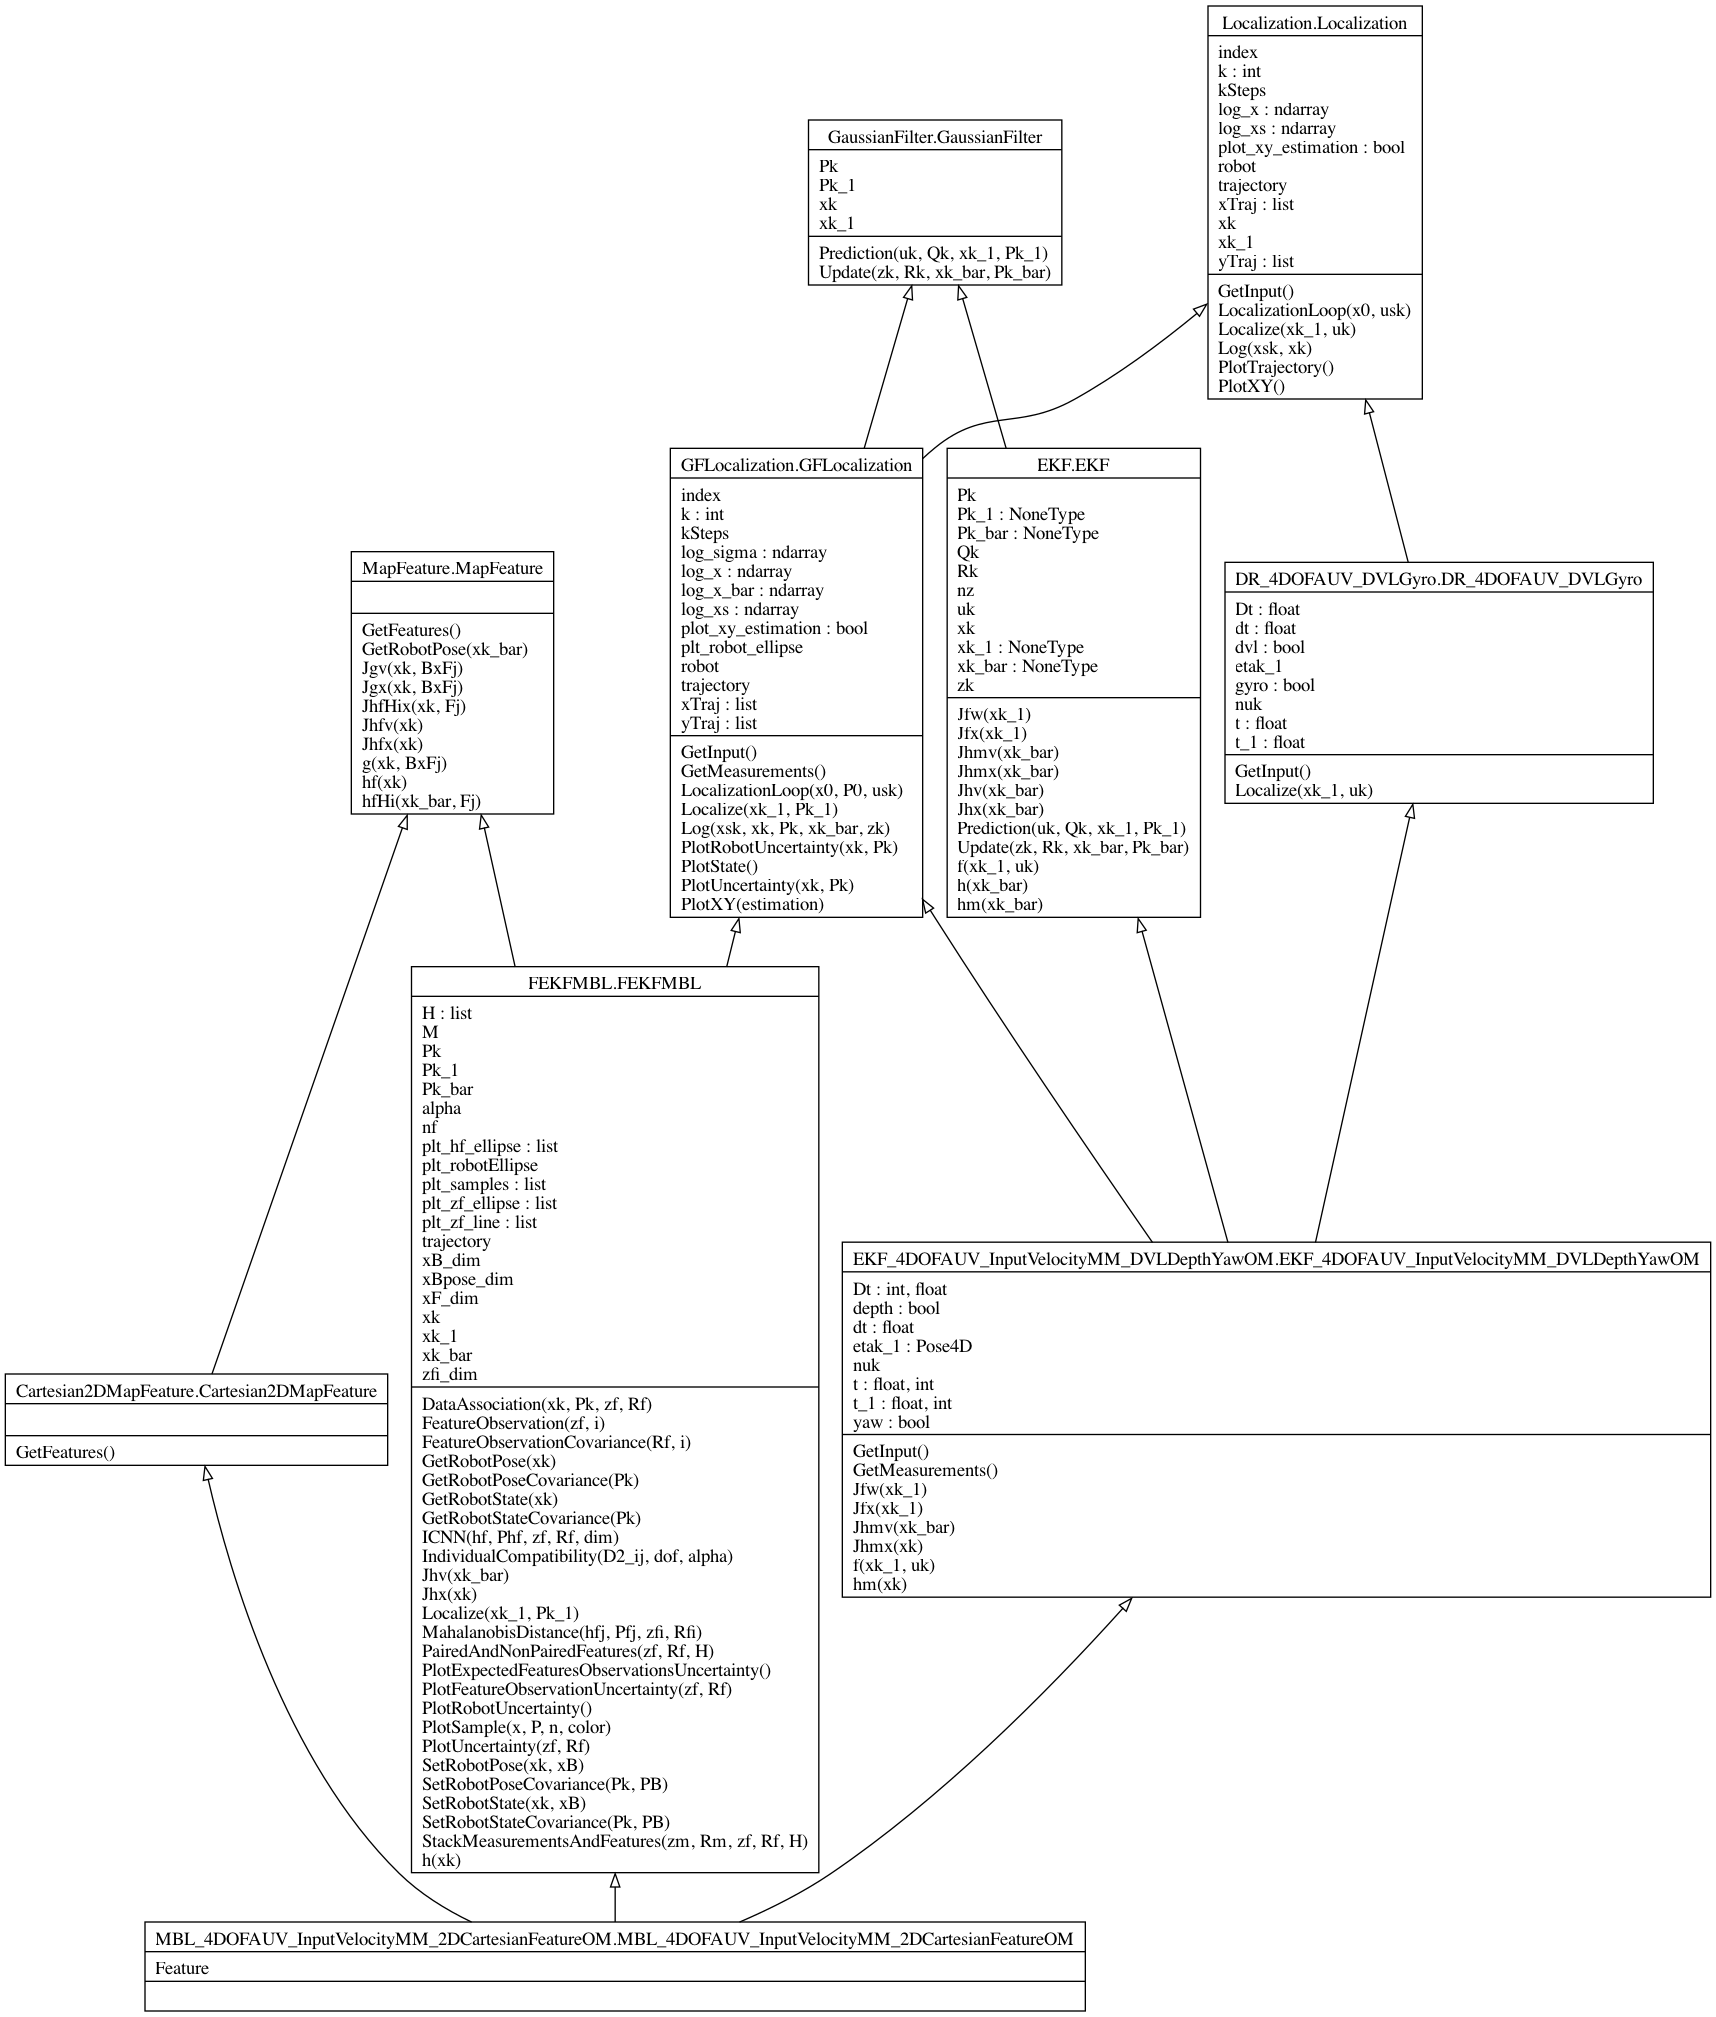 Localization.Localization
index
k : int
kSteps
log_x : ndarray
log_xs : ndarray
plot_xy_estimation : bool
robot
trajectory
xTraj : list
xk
xk_1
yTraj : list
GetInput()
LocalizationLoop(x0, usk)
Localize(xk_1, uk)
Log(xsk, xk)
PlotTrajectory()
PlotXY()
GaussianFilter.GaussianFilter
Pk
Pk_1
xk
xk_1
Prediction(uk, Qk, xk_1, Pk_1)
Update(zk, Rk, xk_bar, Pk_bar)
GFLocalization.GFLocalization
index
k : int
kSteps
log_sigma : ndarray
log_x : ndarray
log_x_bar : ndarray
log_xs : ndarray
plot_xy_estimation : bool
plt_robot_ellipse
robot
trajectory
xTraj : list
yTraj : list
GetInput()
GetMeasurements()
LocalizationLoop(x0, P0, usk)
Localize(xk_1, Pk_1)
Log(xsk, xk, Pk, xk_bar, zk)
PlotRobotUncertainty(xk, Pk)
PlotState()
PlotUncertainty(xk, Pk)
PlotXY(estimation)
EKF.EKF
Pk
Pk_1 : NoneType
Pk_bar : NoneType
Qk
Rk
nz
uk
xk
xk_1 : NoneType
xk_bar : NoneType
zk
Jfw(xk_1)
Jfx(xk_1)
Jhmv(xk_bar)
Jhmx(xk_bar)
Jhv(xk_bar)
Jhx(xk_bar)
Prediction(uk, Qk, xk_1, Pk_1)
Update(zk, Rk, xk_bar, Pk_bar)
f(xk_1, uk)
h(xk_bar)
hm(xk_bar)
MapFeature.MapFeature
GetFeatures()
GetRobotPose(xk_bar)
Jgv(xk, BxFj)
Jgx(xk, BxFj)
JhfHix(xk, Fj)
Jhfv(xk)
Jhfx(xk)
g(xk, BxFj)
hf(xk)
hfHi(xk_bar, Fj)
DR_4DOFAUV_DVLGyro.DR_4DOFAUV_DVLGyro
Dt : float
dt : float
dvl : bool
etak_1
gyro : bool
nuk
t : float
t_1 : float
GetInput()
Localize(xk_1, uk)
FEKFMBL.FEKFMBL
H : list
M
Pk
Pk_1
Pk_bar
alpha
nf
plt_hf_ellipse : list
plt_robotEllipse
plt_samples : list
plt_zf_ellipse : list
plt_zf_line : list
trajectory
xB_dim
xBpose_dim
xF_dim
xk
xk_1
xk_bar
zfi_dim
DataAssociation(xk, Pk, zf, Rf)
FeatureObservation(zf, i)
FeatureObservationCovariance(Rf, i)
GetRobotPose(xk)
GetRobotPoseCovariance(Pk)
GetRobotState(xk)
GetRobotStateCovariance(Pk)
ICNN(hf, Phf, zf, Rf, dim)
IndividualCompatibility(D2_ij, dof, alpha)
Jhv(xk_bar)
Jhx(xk)
Localize(xk_1, Pk_1)
MahalanobisDistance(hfj, Pfj, zfi, Rfi)
PairedAndNonPairedFeatures(zf, Rf, H)
PlotExpectedFeaturesObservationsUncertainty()
PlotFeatureObservationUncertainty(zf, Rf)
PlotRobotUncertainty()
PlotSample(x, P, n, color)
PlotUncertainty(zf, Rf)
SetRobotPose(xk, xB)
SetRobotPoseCovariance(Pk, PB)
SetRobotState(xk, xB)
SetRobotStateCovariance(Pk, PB)
StackMeasurementsAndFeatures(zm, Rm, zf, Rf, H)
h(xk)
EKF_4DOFAUV_InputVelocityMM_DVLDepthYawOM.EKF_4DOFAUV_InputVelocityMM_DVLDepthYawOM
Dt : int, float
depth : bool
dt : float
etak_1 : Pose4D
nuk
t : float, int
t_1 : float, int
yaw : bool
GetInput()
GetMeasurements()
Jfw(xk_1)
Jfx(xk_1)
Jhmv(xk_bar)
Jhmx(xk)
f(xk_1, uk)
hm(xk)
Cartesian2DMapFeature.Cartesian2DMapFeature
GetFeatures()
MBL_4DOFAUV_InputVelocityMM_2DCartesianFeatureOM.MBL_4DOFAUV_InputVelocityMM_2DCartesianFeatureOM
Feature